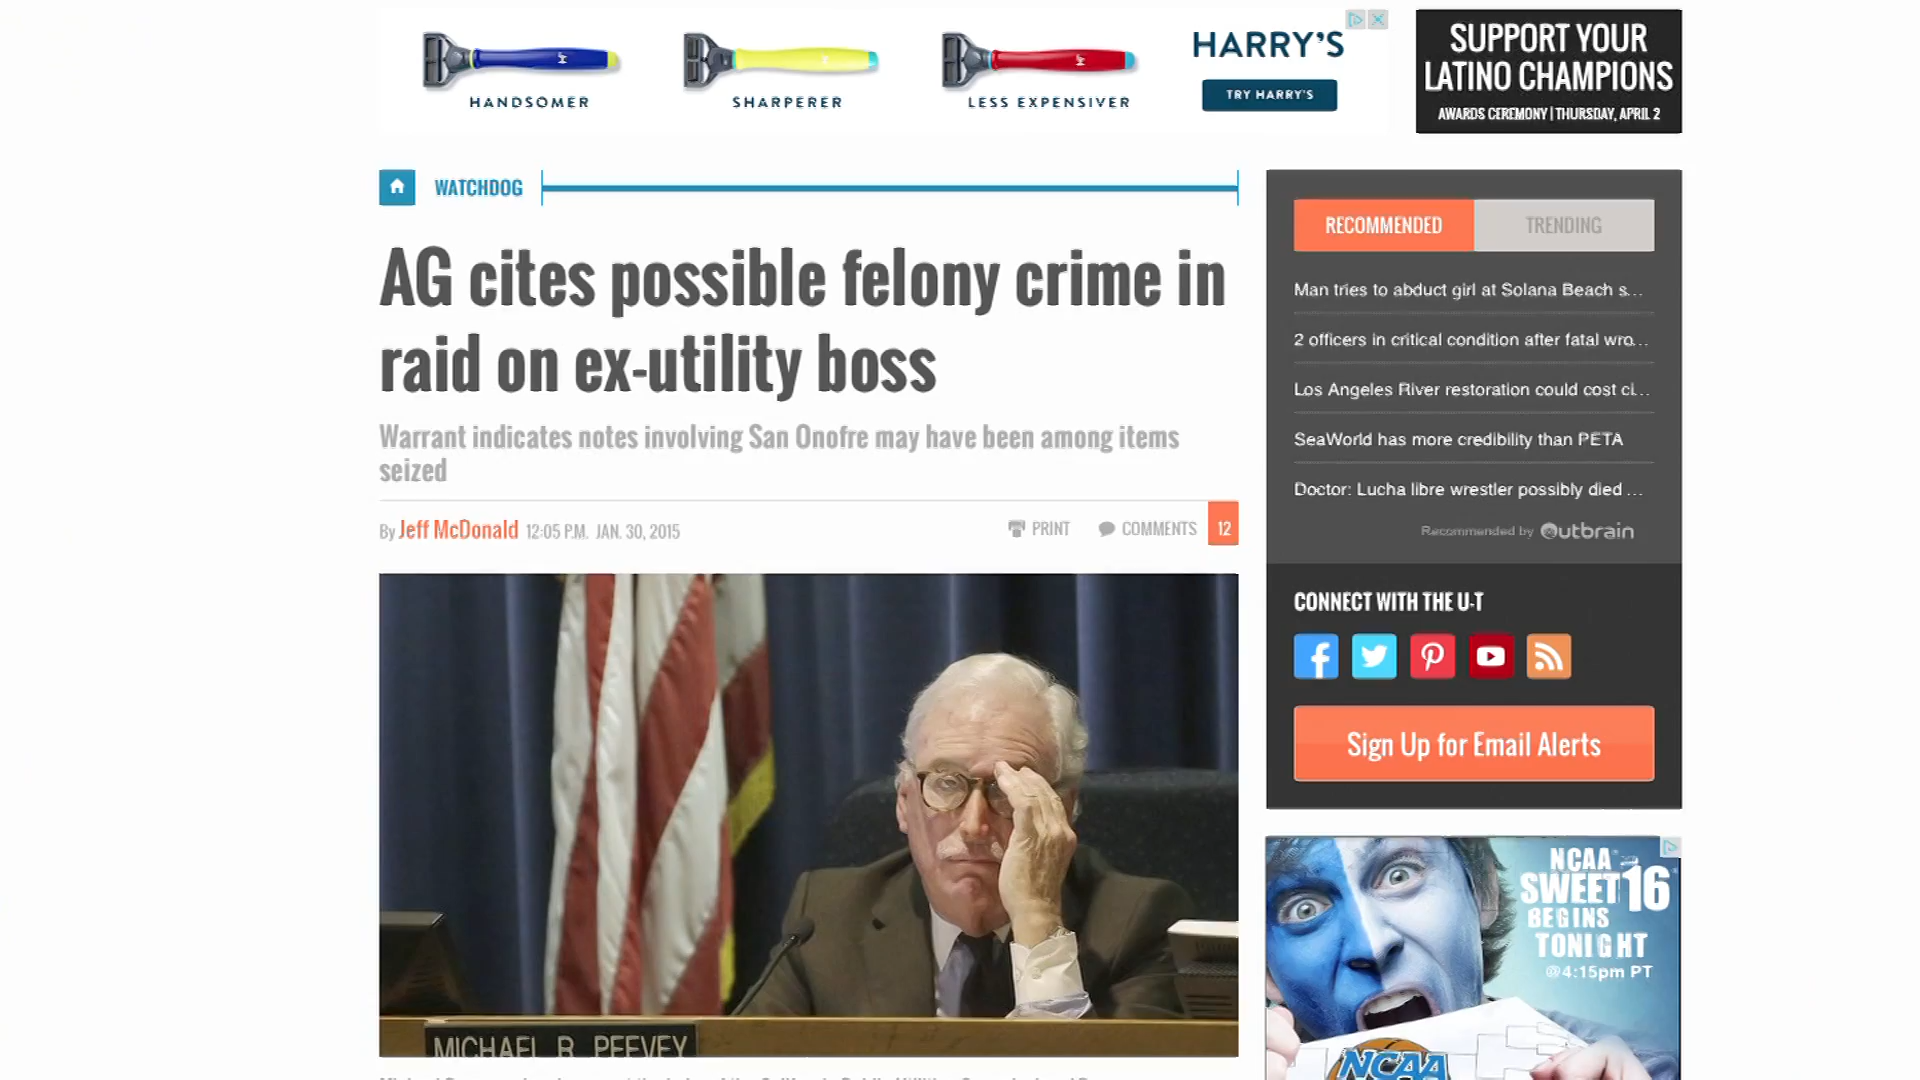 HARRY'S
HANDSOMER
SHARPERER
LESS EXPENSIVER
TRY HARRY'S
SUPPORT YOUR
LATINO CHAMPIONS
AWARDS CEREMONY | THURSDAY, APRIL 2
WATCHDOG
AG cites possible felony crime in
raid on ex-utility boss
Warrant indicates notes involving San Onofre may have been among items
seized
By Jeff McDonald 12:05 P.M. JAN. 30, 2015
PRINT
COMMENTS
12
MICHAEL R. PEEVEY
RECOMMENDED
TRENDING
Man tries to abduct girl at Solana Beach s...
2 officers in critical condition after fatal wro...
Los Angeles River restoration could cost ci...
SeaWorld has more credibility than PETA
Doctor: Lucha libre wrestler possibly died ...
Recommended by Outbrain
CONNECT WITH THE U-T
Sign Up for Email Alerts
NCAA
SWEET 16
BEGINS
TONIGHT
@4:15pm PT
NCAA